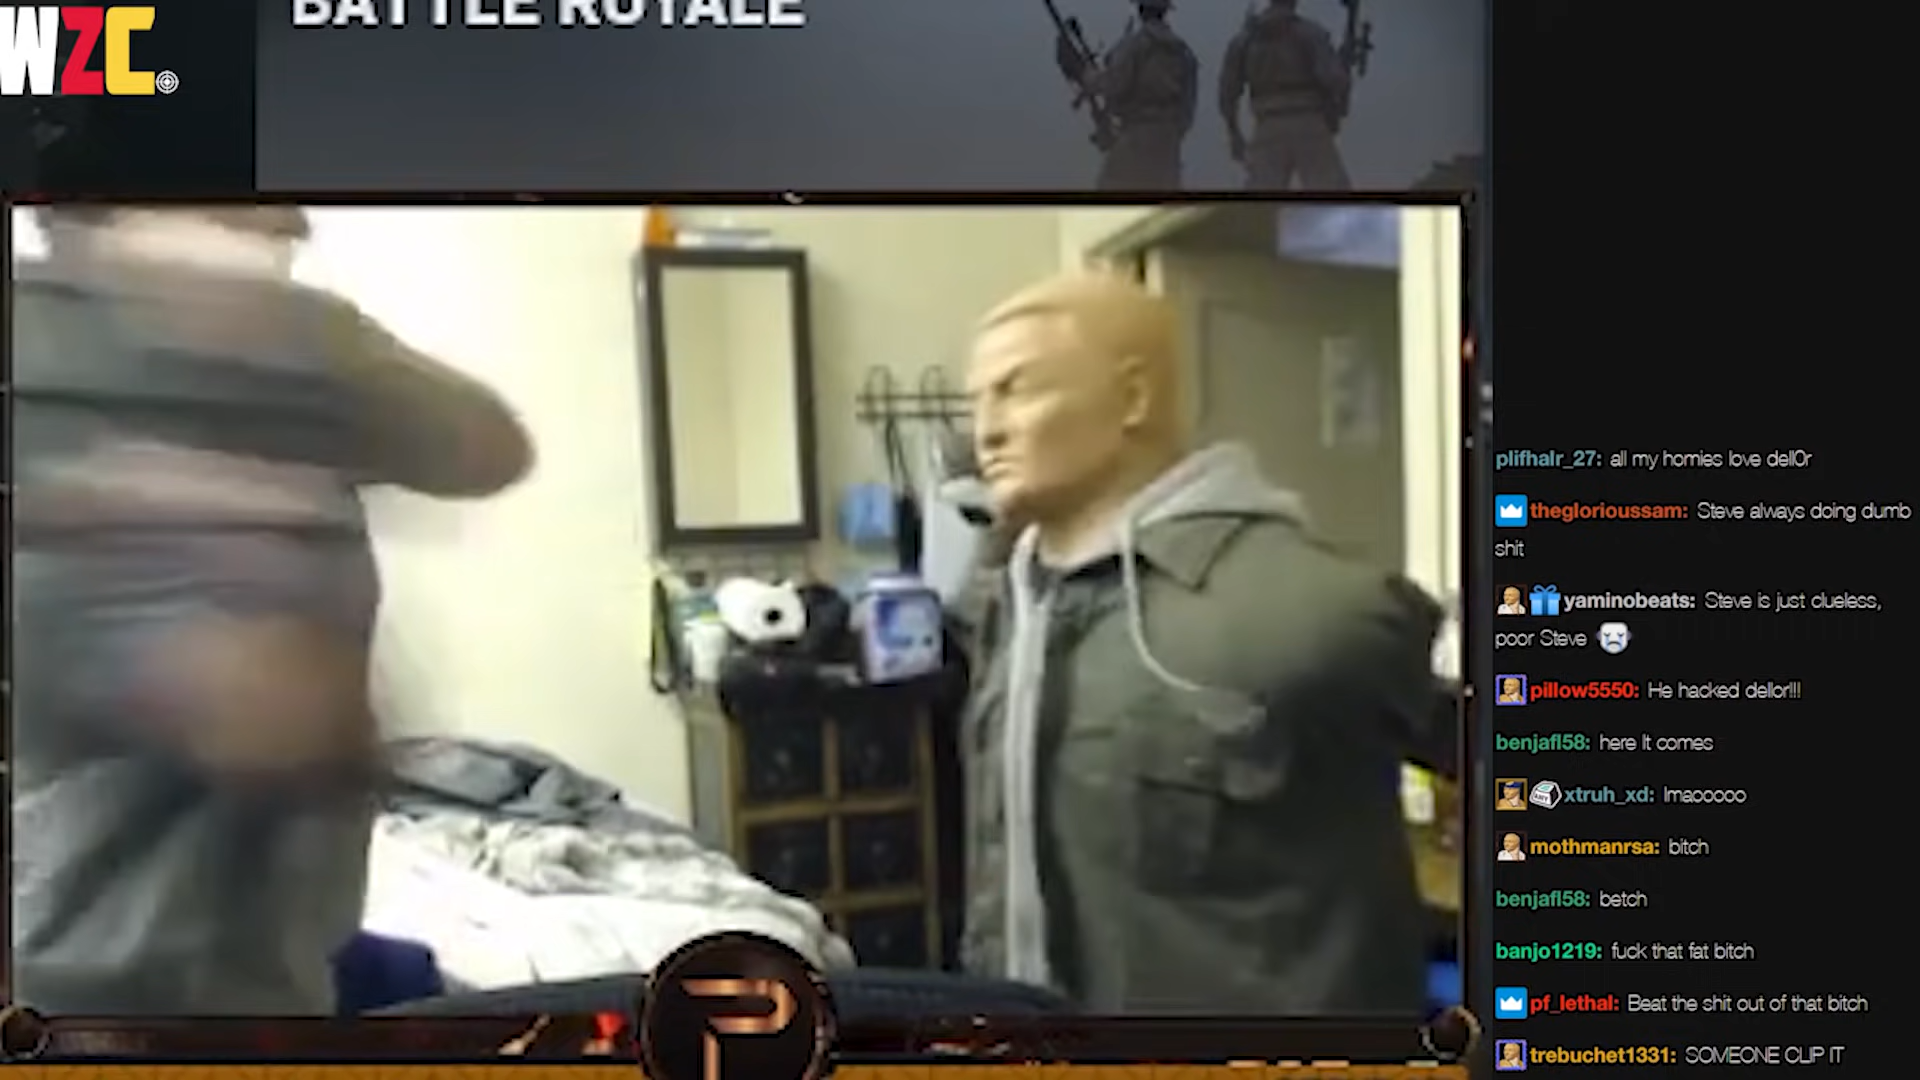 BATTLE ROYALE
WZC
plifhalr_27: all my homies love dell0r
theglorioussam: Steve always doing dumb
shit
yaminobeats: Steve is just clueless,
poor Steve
pillow5550: He hacked dellor!!!
benjafl58: here It comes
xtruh_xd: lmaooooo
mothmanrsa: bitch
benjafl58: betch
banjo1219: fuck that fat bitch
pf_lethal: Beat the shit out of that bitch
trebuchet1331: SOMEONE CLIP IT